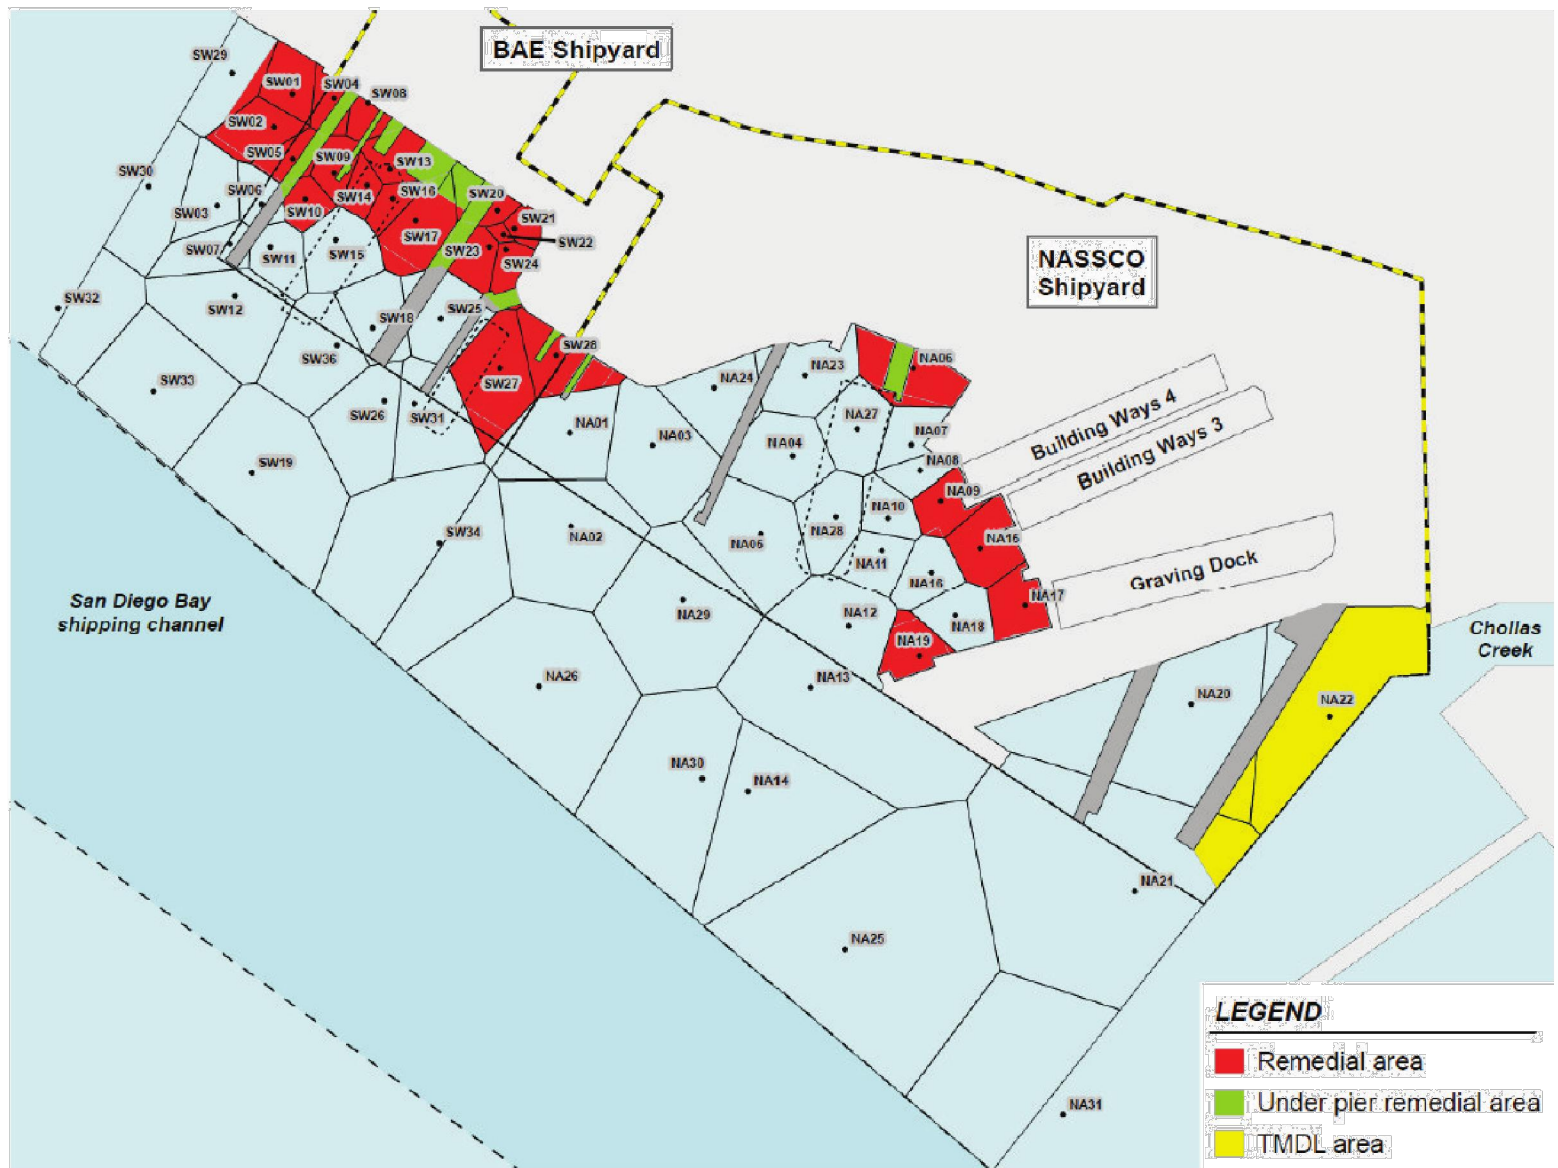 BAE Shipyard
SW29
SW01
SW04
SW08
SW02
SW05
SW09
SW13
SW30
SW06
SW14
SW16
SW20
SW03
SW10
SW21
SW07
SW17
SW22
SW11
SW15
SW23
SW24
NASSCO
Shipyard
SW32
SW12
SW18
SW25
SW36
SW28
NA23
NA06
SW33
SW27
NA24
SW26
SW31
NA01
NA03
NA27
NA07
Building Ways 4
NA04
NA08
Building Ways 3
SW19
NA09
NA10
SW34
NA02
NA05
NA28
NA15
NA11
NA16
Graving Dock
San Diego Bay
shipping channel
NA29
NA12
NA18
NA17
Chollas
Creek
NA19
NA26
NA13
NA20
NA22
NA30
NA14
NA21
NA25
NA31
LEGEND
Remedial area
Under pier remedial area
TMDL area